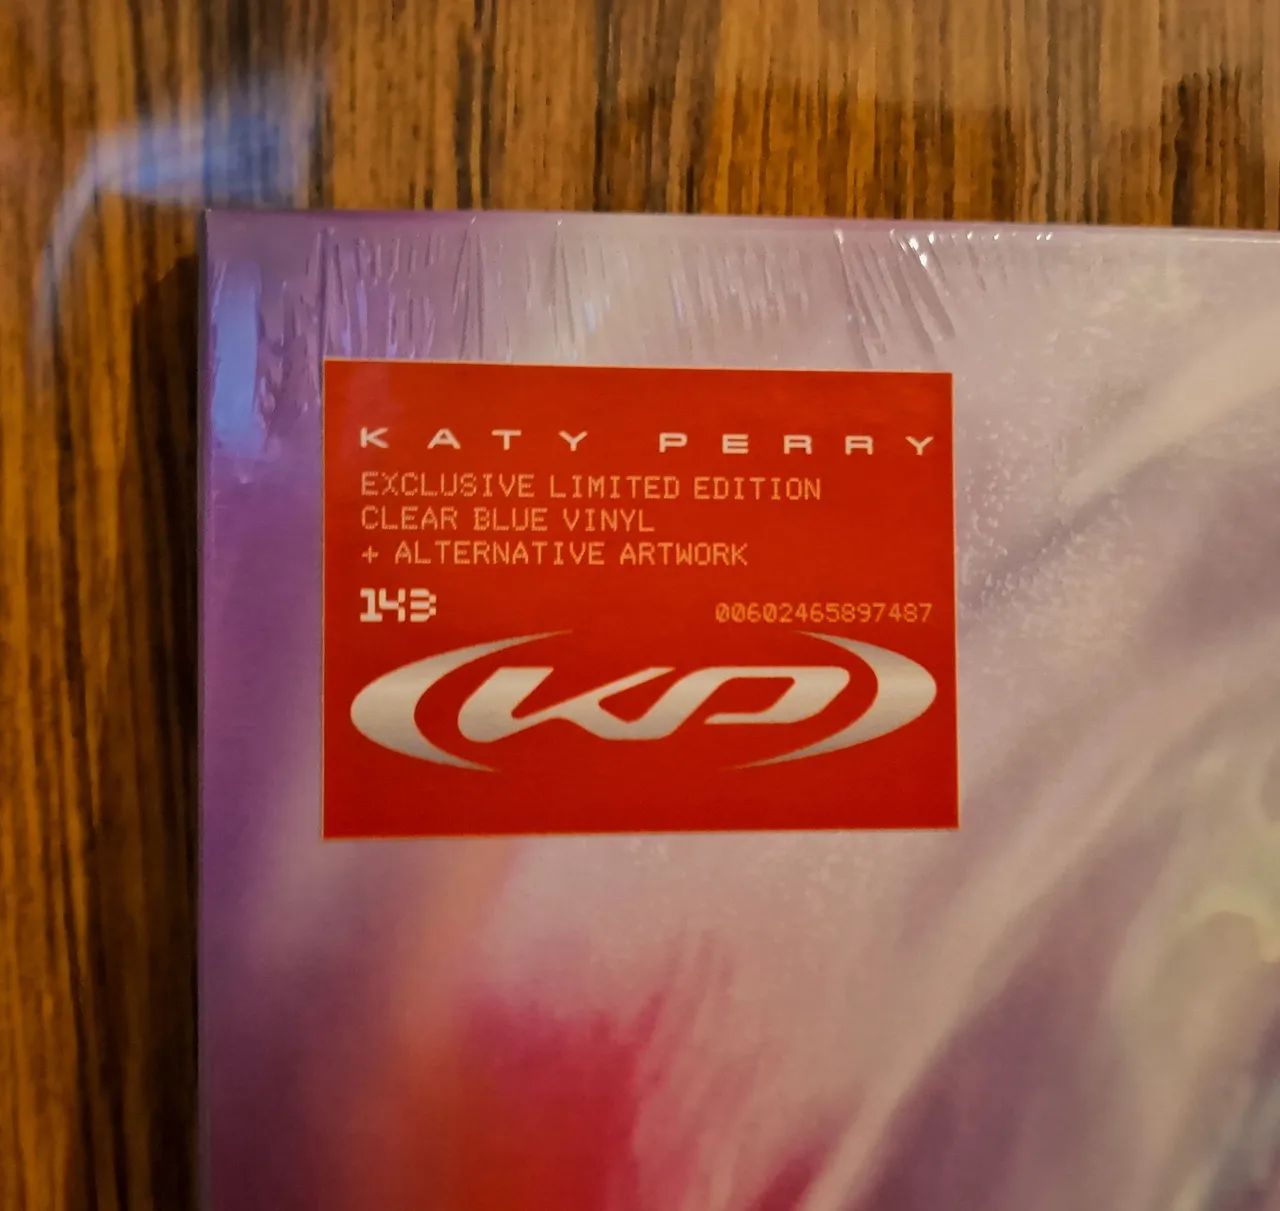 KATY PERRY
EXCLUSIVE LIMITED EDITION
CLEAR BLUE VINYL
+ ALTERNATIVE ARTWORK
143 00602465897487
KP